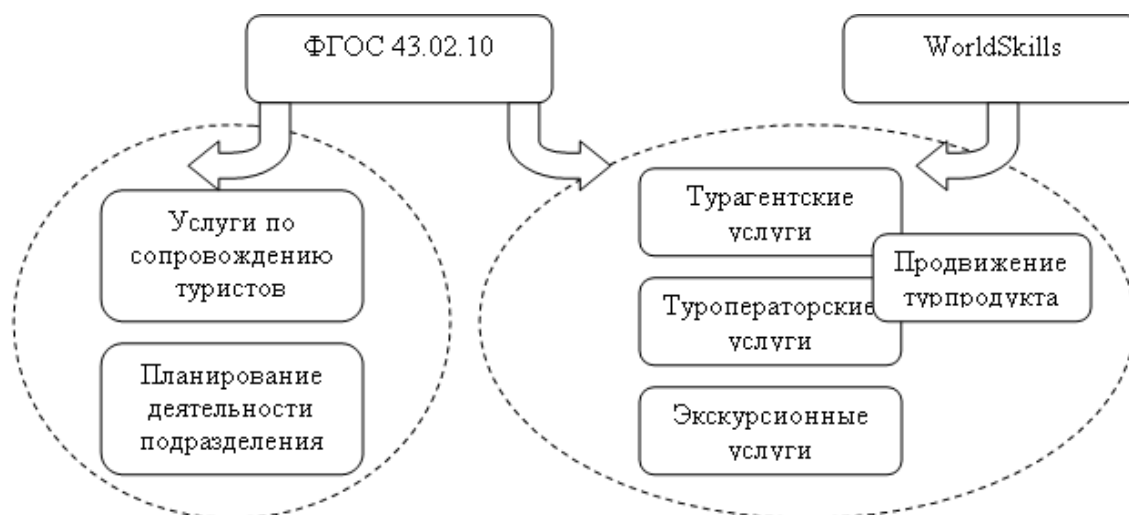 ФГОС 43.02.10
WorldSkills
Услуги по
сопровождению
туристов
Планирование
деятельности
подразделения
Турагентские
услуги
Продвижение
турпродукта
Туроператорские
услуги
Экскурсионные
услуги